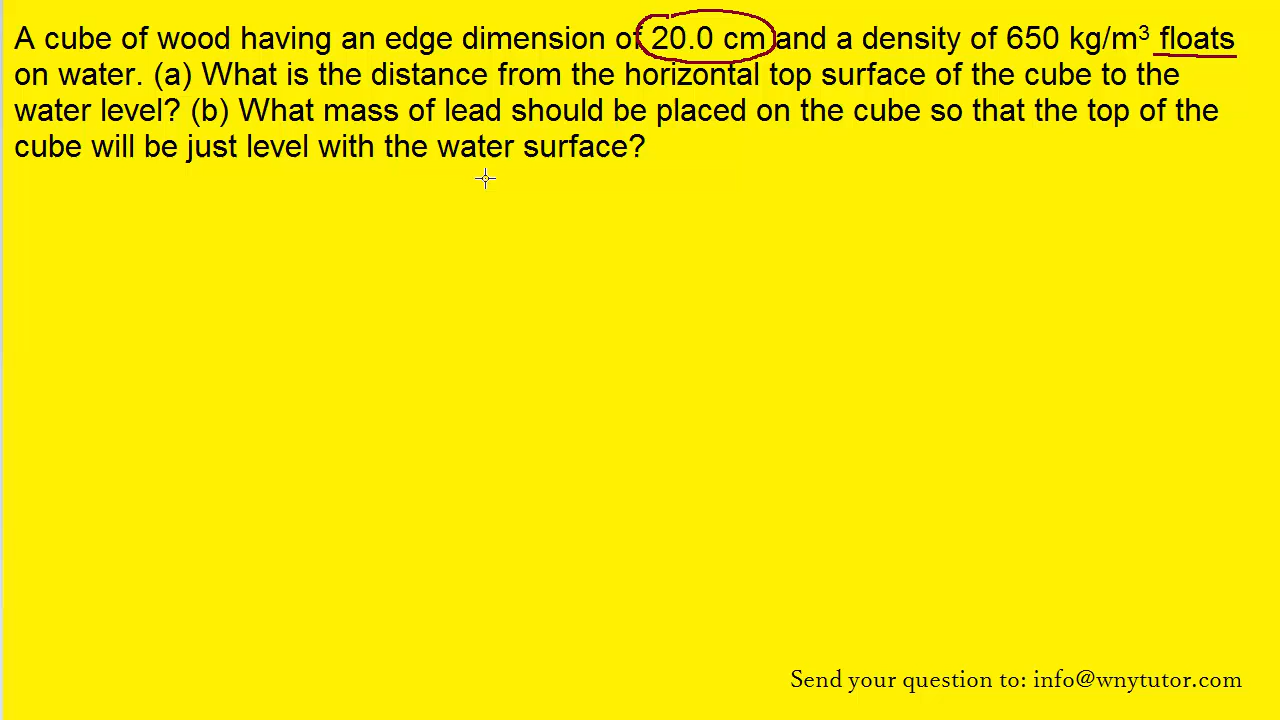 A cube of wood having an edge dimension of 20.0 cm and a density of 650 kg/m³ floats
on water. (a) What is the distance from the horizontal top surface of the cube to the
water level? (b) What mass of lead should be placed on the cube so that the top of the
cube will be just level with the water surface?
Send your question to: info@wnytutor.com